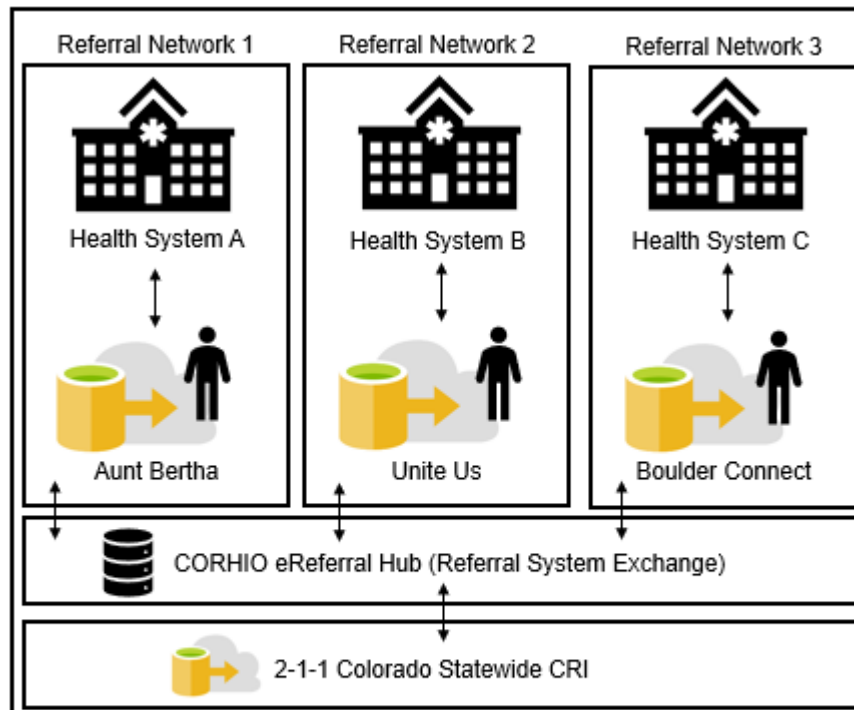 Referral Network 1
Referral Network 2
Referral Network 3
Health System A
Health System B
Health System C
Aunt Bertha
Unite Us
Boulder Connect
CORHIO eReferral Hub (Referral System Exchange)
2-1-1 Colorado Statewide CRI